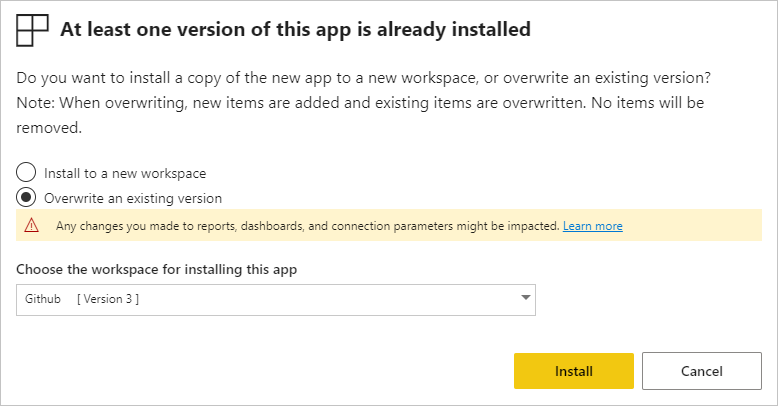 At least one version of this app is already installed
Do you want to install a copy of the new app to a new workspace, or overwrite an existing version?
Note: When overwriting, new items are added and existing items are overwritten. No items will be
removed.
Install to a new workspace
Overwrite an existing version
Any changes you made to reports, dashboards, and connection parameters might be impacted. Learn more
Choose the workspace for installing this app
Github [ Version 3 ]
Install Cancel